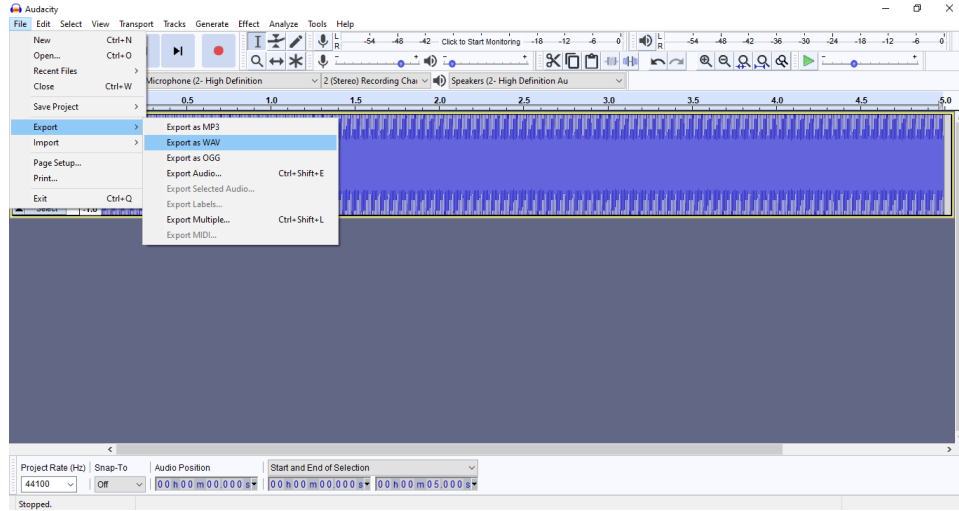 Audacity
File Edit Select View Transport Tracks Generate Effect Analyze Tools Help
New Ctrl+N
Open... Ctrl+O
Recent Files >
Close Ctrl+W
Save Project >
Export >
Import >
Page Setup...
Print...
Exit Ctrl+Q
Export as MP3
Export as WAV
Export as OGG
Export Audio... Ctrl+Shift+E
Export Selected Audio...
Export Labels...
Export Multiple... Ctrl+Shift+L
Export MIDI...
L R -54 -48 -42 Click to Start Monitoring -18 -12 -6 0
L R -54 -48 -42 -36 -30 -24 -18 -12 -6 0
Microphone (2- High Definition 2 (Stereo) Recording Char Speakers (2- High Definition Au
0.5 1.0 1.5 2.0 2.5 3.0 3.5 4.0 4.5 5.0
Select -1.0
Project Rate (Hz) Snap-To Audio Position Start and End of Selection
44100 Off 00 h 00 m 00.000 s 00 h 00 m 00.000 s 00 h 00 m 05.000 s
Stopped.